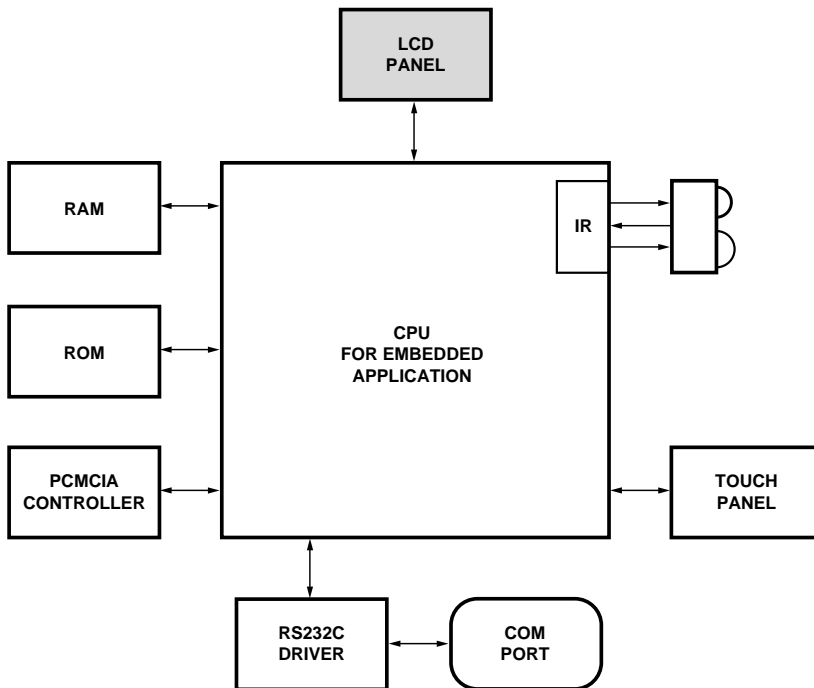 LCD
PANEL
RAM
IR
ROM
CPU
FOR EMBEDDED
APPLICATION
PCMCIA
CONTROLLER
TOUCH
PANEL
RS232C
DRIVER
COM
PORT